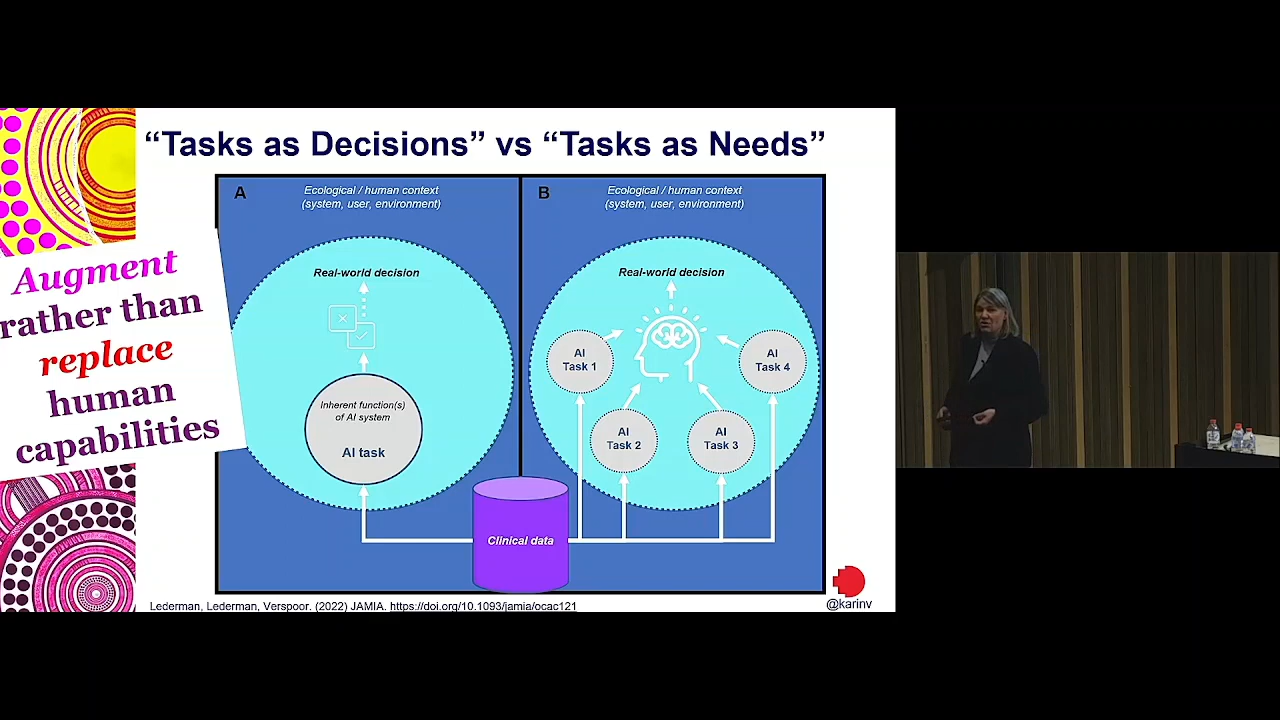 “Tasks as Decisions” vs “Tasks as Needs”
Augment
rather than
replace
human
capabilities
A
Ecological / human context
(system, user, environment)
Real-world decision
Inherent function(s)
of AI system
AI task
B
Ecological / human context
(system, user, environment)
Real-world decision
AI
Task 1
AI
Task 2
AI
Task 3
AI
Task 4
Clinical data
Lederman, Lederman, Verspoor. (2022) JAMIA. https://doi.org/10.1093/jamia/ocac121
@karinv